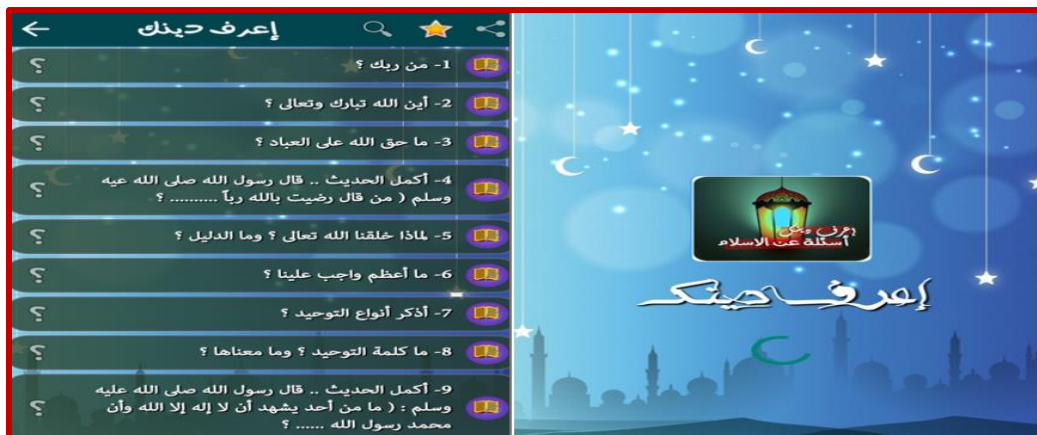 إعرف دينك
1- من ربك ؟
؟
2- أين الله تبارك وتعالى ؟
؟
3- ما حق الله على العباد ؟
؟
4- أكمل الحديث .. قال رسول الله صلى الله عيه
وسلم ( من قال رضيت بالله رباً .......... ؟
؟
5- لماذا خلقنا الله تعالى ؟ وما الدليل ؟
؟
6- ما أعظم واجب علينا ؟
؟
7- أذكر أنواع التوحيد ؟
؟
8- ما كلمة التوحيد ؟ وما معناها ؟
؟
9- أكمل الحديث .. قال رسول الله صلى الله عليه
وسلم : ( ما من أحد يشهد أن لا إله إلا الله وأن
محمد رسول الله ...... ؟
؟
إعرف دينك
أسئلة عن الاسلام
إعرف دينك